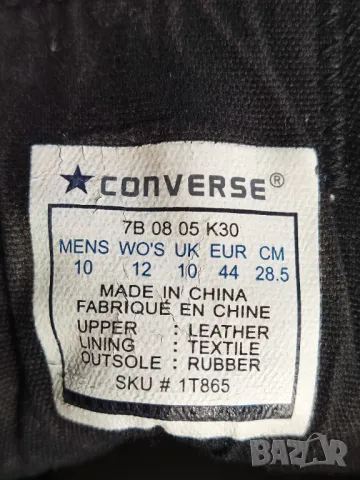 CONVERSE®
7B 08 05 K30
MENS WO'S UK EUR CM
10 12 10 44 28.5
MADE IN CHINA
FABRIQUÉ EN CHINE
UPPER : LEATHER
LINING : TEXTILE
OUTSOLE : RUBBER
SKU # 1T865
BAZAR